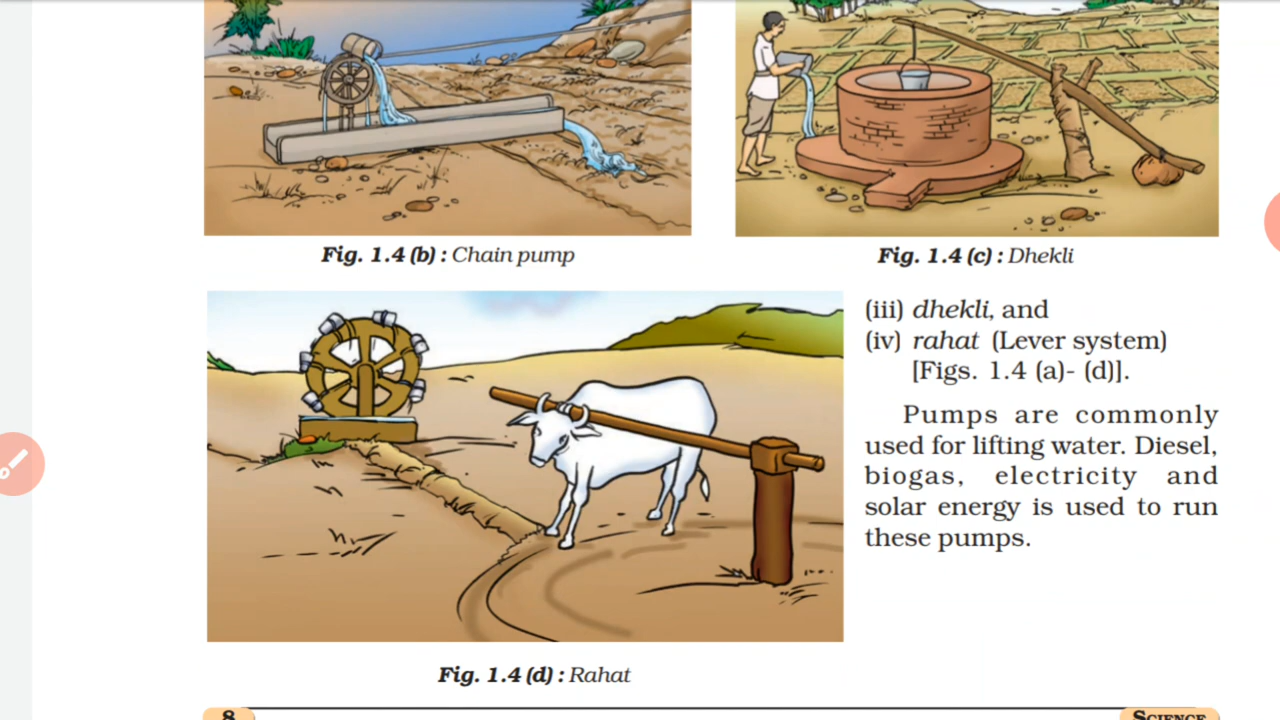 Fig. 1.4 (b) : Chain pump
Fig. 1.4 (c) : Dhekli
(iii) dhekli, and
(iv) rahat (Lever system)
[Figs. 1.4 (a)- (d)].
Pumps are commonly
used for lifting water. Diesel,
biogas, electricity and
solar energy is used to run
these pumps.
Fig. 1.4 (d) : Rahat
8
SCIENCE